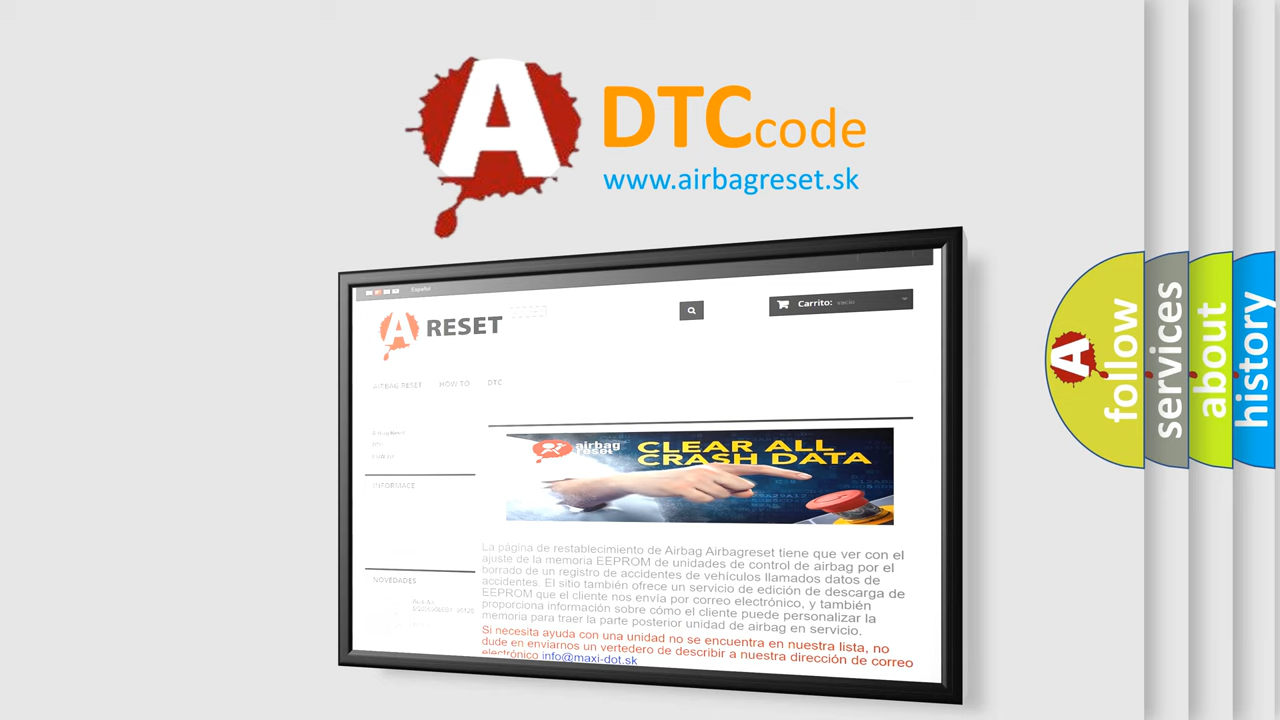 A DTC code
www.airbagreset.sk
Español
A RESET
Carrito: vacío
AIRBAG RESET HOW TO DTC
INFORMACE
airbag
reset
CLEAR ALL
CRASH DATA
La página de restablecimiento de Airbag Airbagreset tiene que ver con el
ajuste de la memoria EEPROM de unidades de control de airbag por el
borrado de un registro de accidentes de vehículos llamados datos de
accidentes. El sitio también ofrece un servicio de edición de descarga de
EEPROM que el cliente nos envía por correo electrónico, y también
proporciona información sobre cómo el cliente puede personalizar la
memoria para traer la parte posterior unidad de airbag en servicio.
Si necesita ayuda con una unidad no se encuentra en nuestra lista, no
dude en enviarnos un vertedero de describir a nuestra dirección de correo
electrónico info@maxi-dot.sk
NOVEDADES
A follow
services
about
history